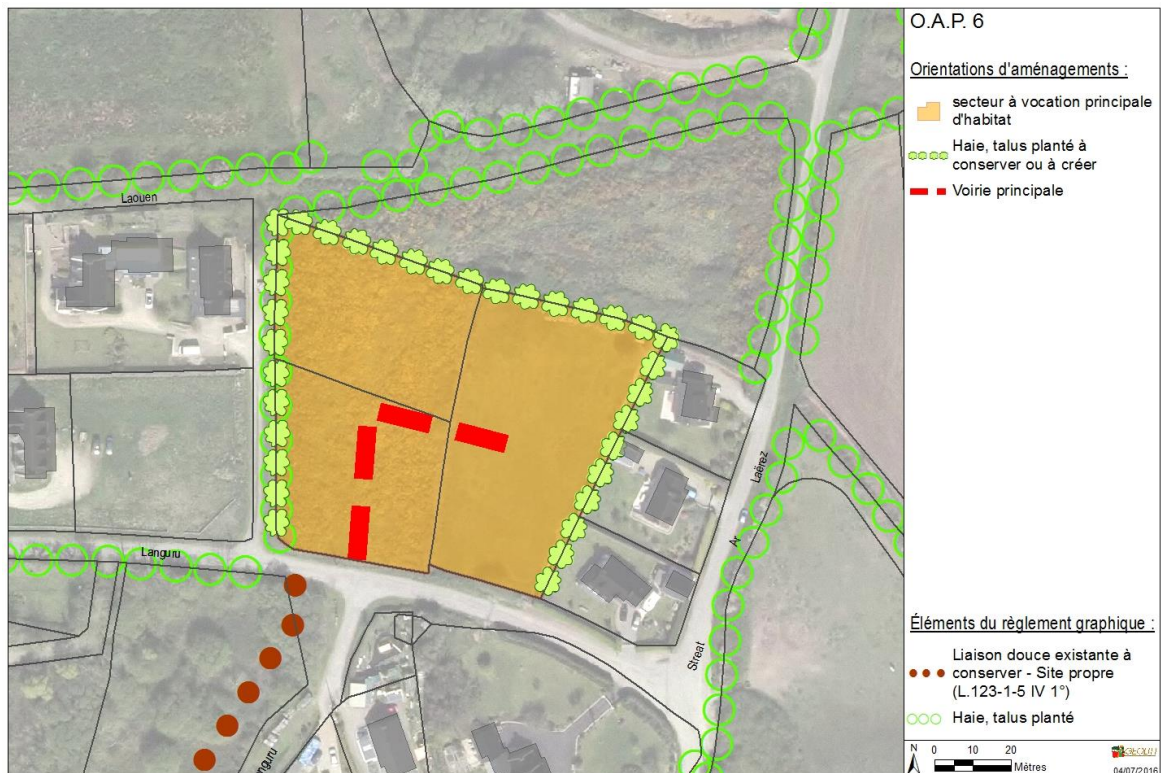 O.A.P. 6
Orientations d'aménagements :
secteur à vocation principale
d'habitat
Haie, talus planté à
conserver ou à créer
Voirie principale
Laouen
Languru
Laërez
Ar
Streat
Éléments du règlement graphique :
Liaison douce existante à
conserver - Site propre
(L.123-1-5 IV 1°)
Haie, talus planté
N 0 10 20
Mètres
04/07/2016